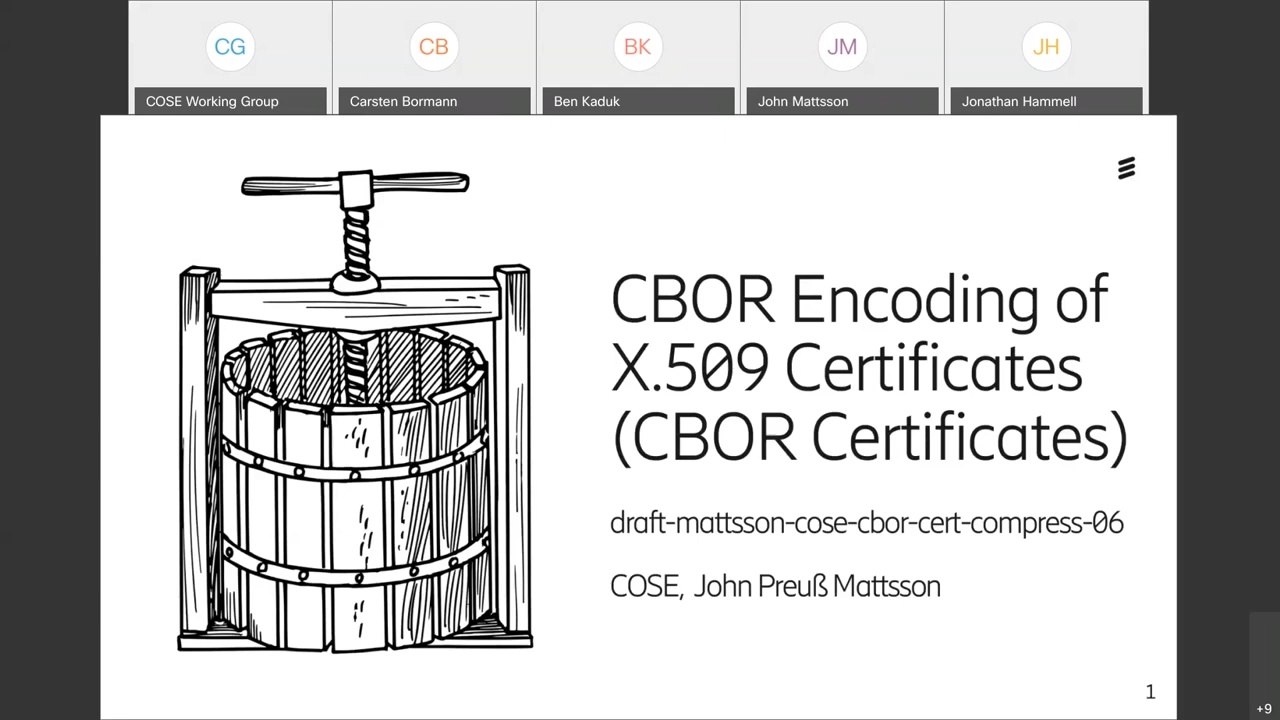 CG
CB
BK
JM
JH
COSE Working Group
Carsten Bormann
Ben Kaduk
John Mattsson
Jonathan Hammell
CBOR Encoding of
X.509 Certificates
(CBOR Certificates)
draft-mattsson-cose-cbor-cert-compress-06
COSE, John Preuß Mattsson
1
+9